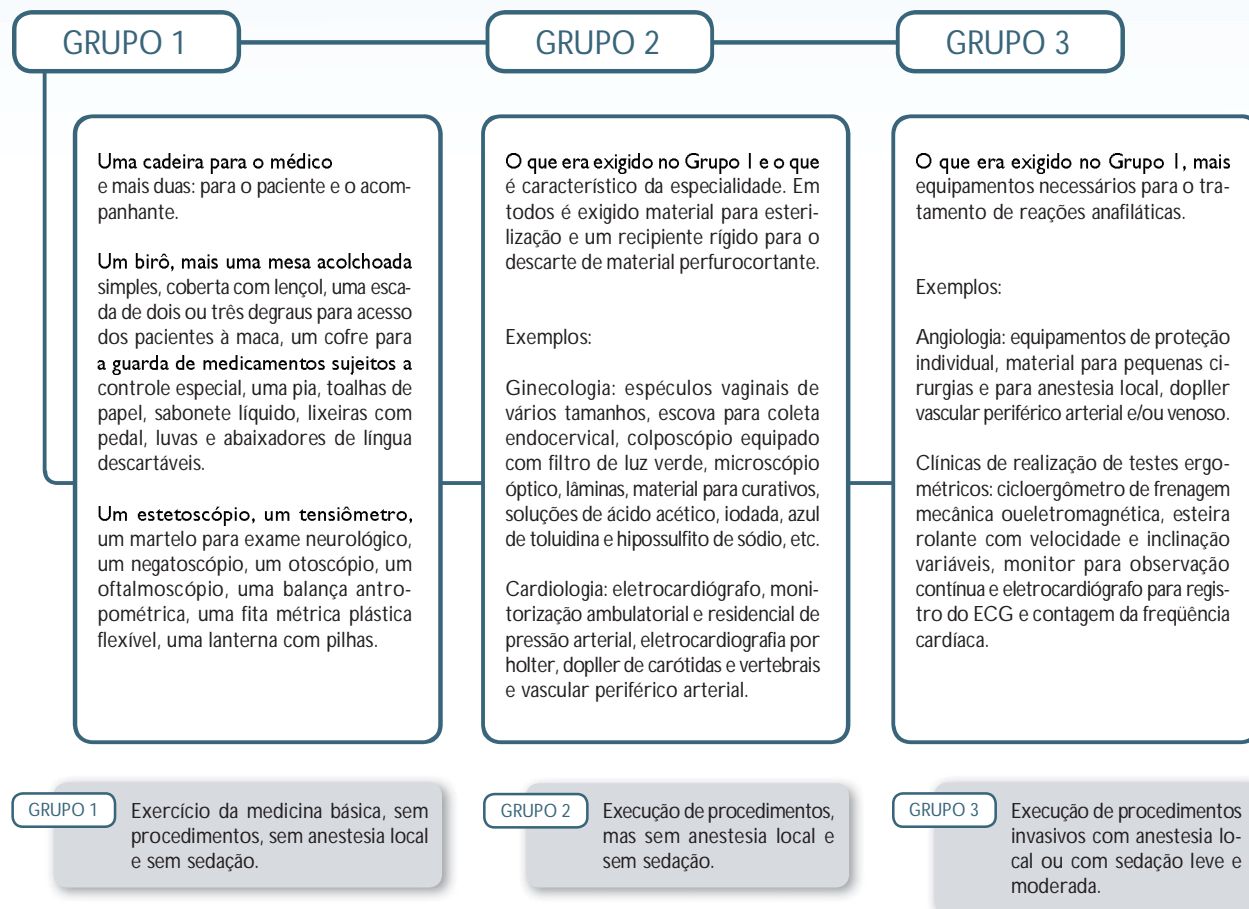 GRUPO 1
GRUPO 2
GRUPO 3
Uma cadeira para o médico
e mais duas: para o paciente e o acom-
panhante.
Um birô, mais uma mesa acolchoada
simples, coberta com lençol, uma esca-
da de dois ou três degraus para acesso
dos pacientes à maca, um cofre para
a guarda de medicamentos sujeitos a
controle especial, uma pia, toalhas de
papel, sabonete líquido, lixeiras com
pedal, luvas e abaixadores de língua
descartáveis.
Um estetoscópio, um tensiômetro,
um martelo para exame neurológico,
um negatoscópio, um otoscópio, um
oftalmoscópio, uma balança antro-
pométrica, uma fita métrica plástica
flexível, uma lanterna com pilhas.
O que era exigido no Grupo 1 e o que
é característico da especialidade. Em
todos é exigido material para esteri-
lização e um recipiente rígido para o
descarte de material perfurocortante.
Exemplos:
Ginecologia: espéculos vaginais de
vários tamanhos, escova para coleta
endocervical, colposcópio equipado
com filtro de luz verde, microscópio
óptico, lâminas, material para curativos,
soluções de ácido acético, iodada, azul
de toluidina e hipossulfito de sódio, etc.
Cardiologia: eletrocardiógrafo, moni-
torização ambulatorial e residencial de
pressão arterial, eletrocardiografia por
holter, dopller de carótidas e vertebrais
e vascular periférico arterial.
O que era exigido no Grupo 1, mais
equipamentos necessários para o tra-
tamento de reações anafiláticas.
Exemplos:
Angiologia: equipamentos de proteção
individual, material para pequenas ci-
rurgias e para anestesia local, dopller
vascular periférico arterial e/ou venoso.
Clínicas de realização de testes ergo-
métricos: cicloergômetro de frenagem
mecânica oueletromagnética, esteira
rolante com velocidade e inclinação
variáveis, monitor para observação
contínua e eletrocardiógrafo para regis-
tro do ECG e contagem da freqüência
cardíaca.
GRUPO 1
Exercício da medicina básica, sem
procedimentos, sem anestesia local
e sem sedação.
GRUPO 2
Execução de procedimentos,
mas sem anestesia local e
sem sedação.
GRUPO 3
Execução de procedimentos
invasivos com anestesia lo-
cal ou com sedação leve e
moderada.